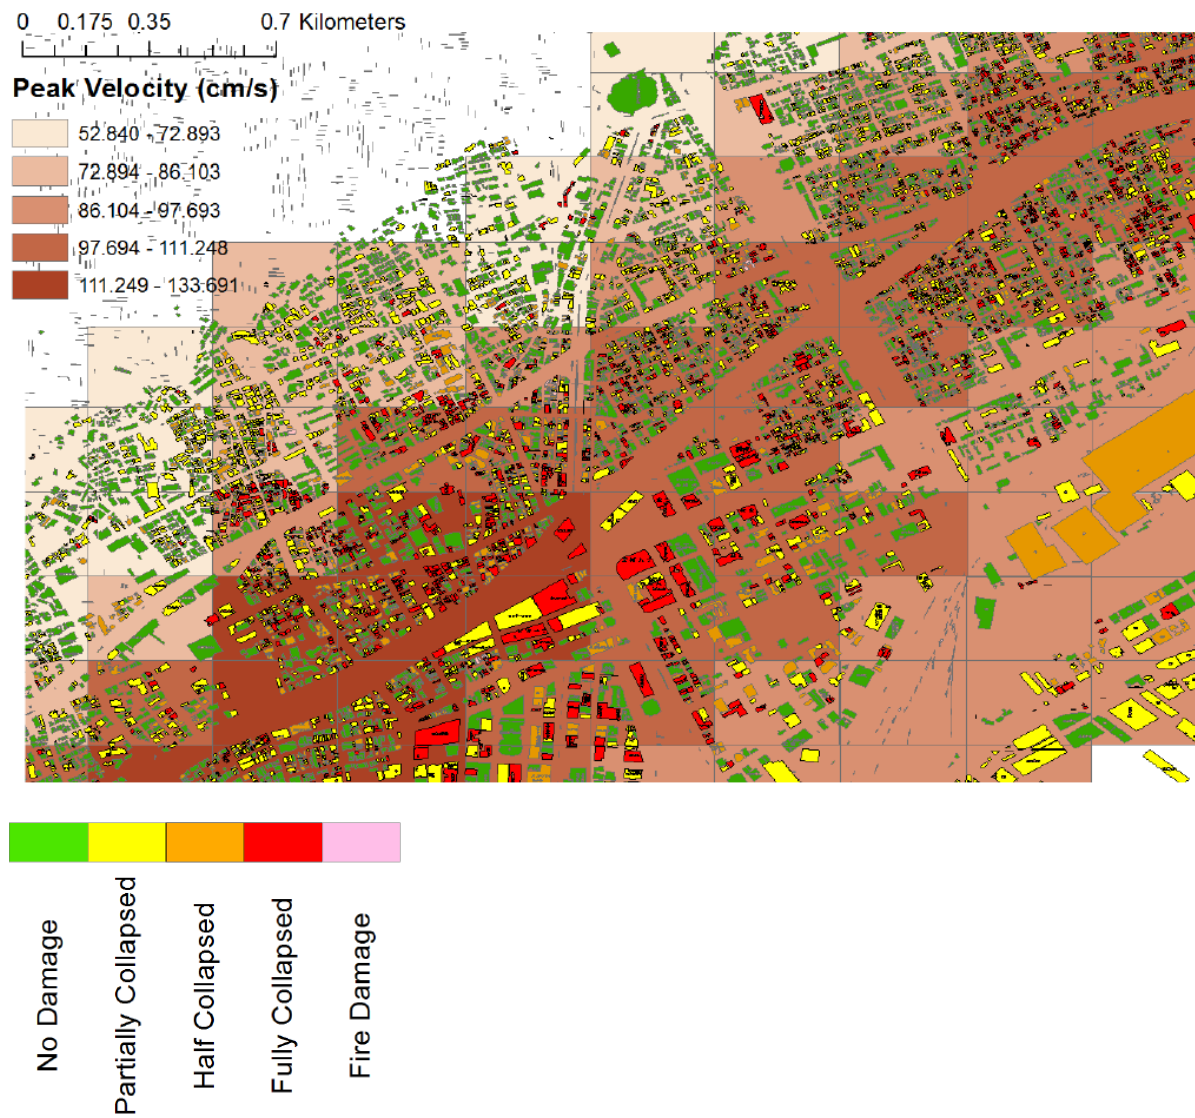 0 0.175 0.35 0.7 Kilometers
Peak Velocity (cm/s)
52.840 - 72.893
72.894 - 86.103
86.104 - 97.693
97.694 - 111.248
111.249 - 133.691
No Damage
Partially Collapsed
Half Collapsed
Fully Collapsed
Fire Damage